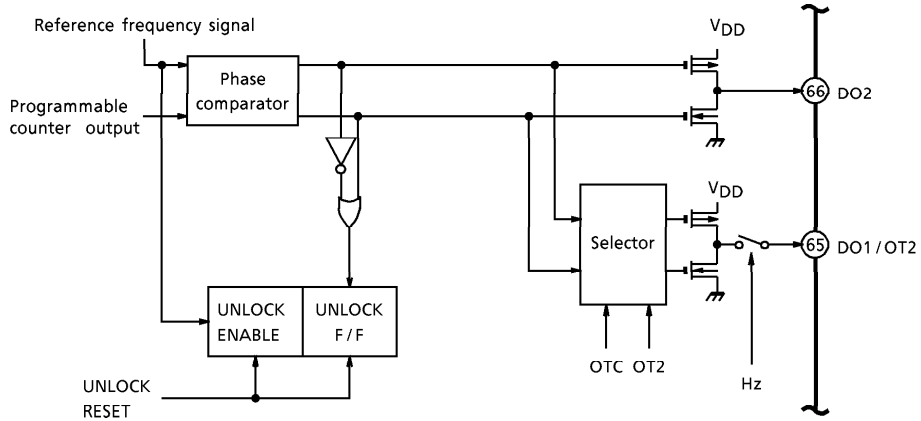 Reference frequency signal
Phase
comparator
Programmable
counter output
VDD
66
DO2
VDD
Selector
65
DO1/OT2
UNLOCK
ENABLE
UNLOCK
F/F
OTC
OT2
Hz
UNLOCK
RESET